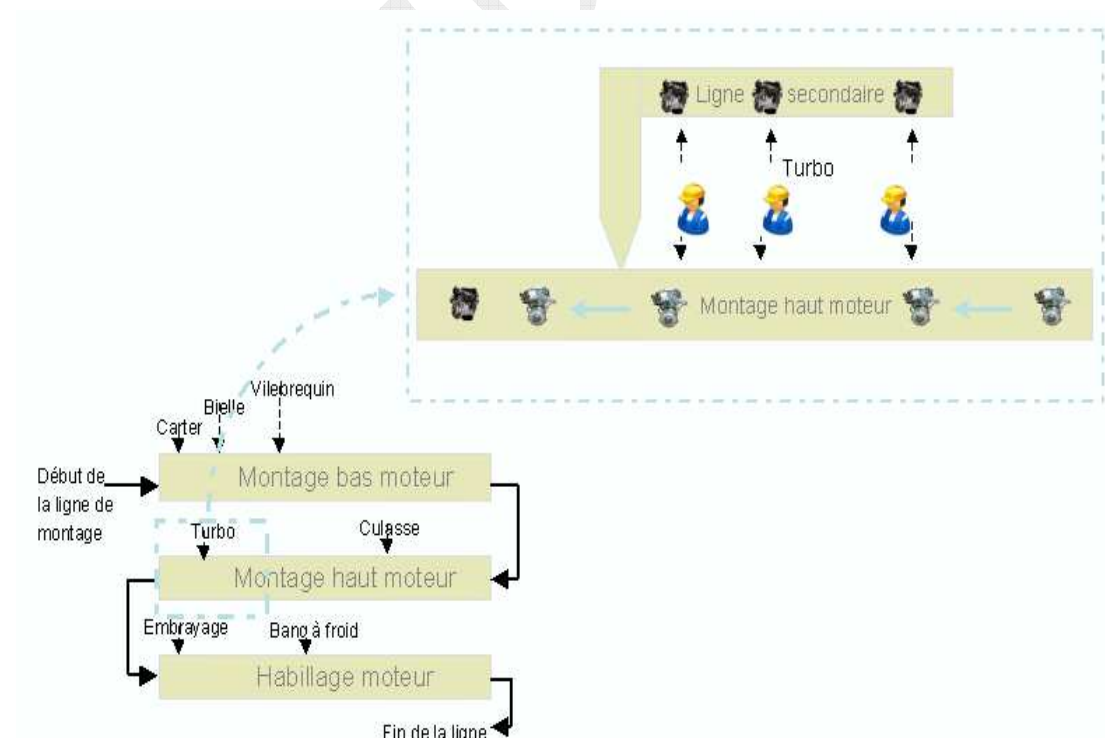 Ligne secondaire
Turbo
Montage haut moteur
Vilebrequin
Bielle
Carter
Début de
la ligne de
montage
Montage bas moteur
Turbo
Culasse
Montage haut moteur
Embrayage
Banc à froid
Habillage moteur
Fin de la ligne